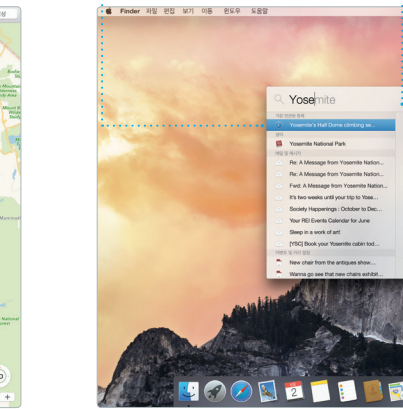 Finder 파일 편집 보기 이동 윈도우 도움말
Yosemite
Yosemite's Half Dome climbing se...
Yosemite National Park
Re: A Message from Yosemite Nation...
Re: A Message from Yosemite Nation...
Fwd: A Message from Yosemite Nation...
It's two weeks until your trip to Yose...
Society Happenings : October to Dec...
Your REI Events Calendar for June
Sleep in a work of art!
[YSC] Book your Yosemite cabin tod...
New chair from the antiques show...
Wanna go see that new chairs exhibit...
2